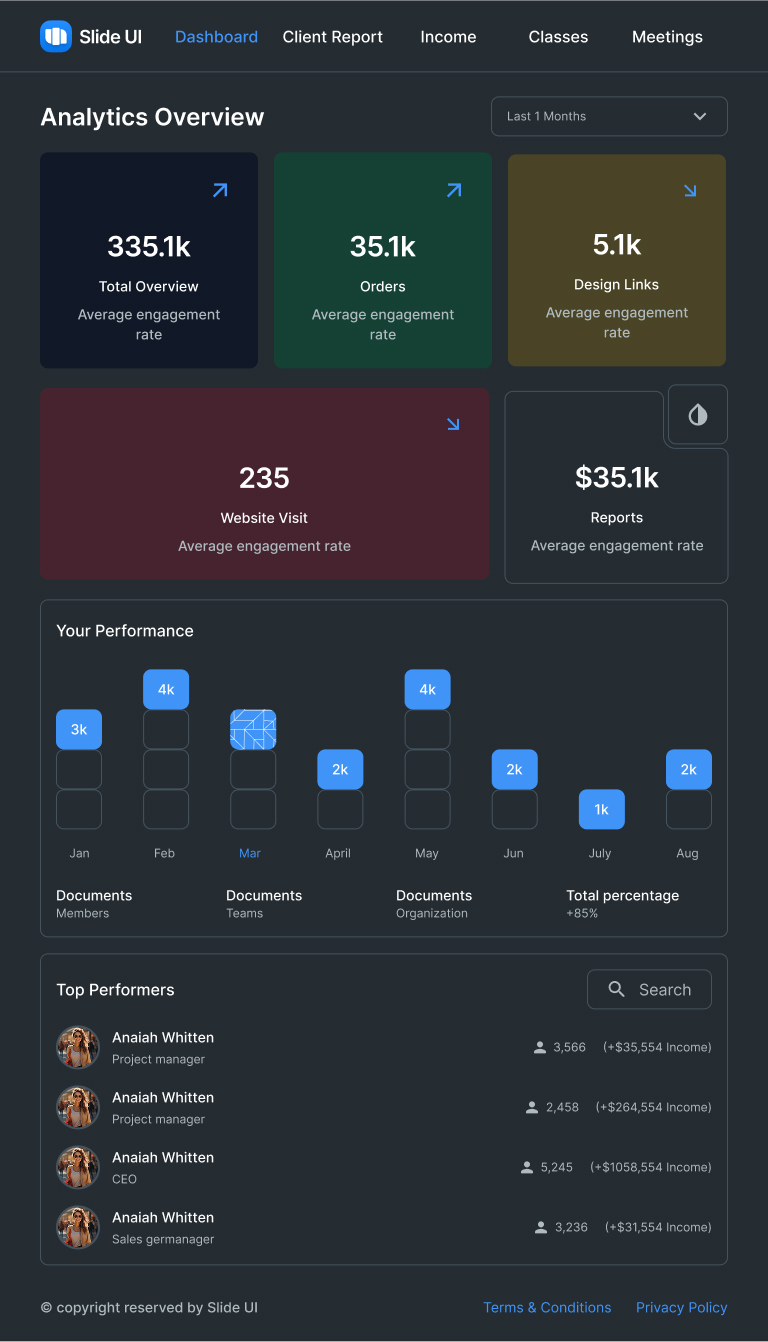 Slide UI
Dashboard
Client Report
Income
Classes
Meetings
Analytics Overview
Last 1 Months
335.1k
Total Overview
Average engagement
rate
35.1k
Orders
Average engagement
rate
5.1k
Design Links
Average engagement
rate
235
Website Visit
Average engagement rate
$35.1k
Reports
Average engagement rate
Your Performance
3k
4k
2k
4k
2k
1k
2k
Jan
Feb
Mar
April
May
Jun
July
Aug
Documents
Members
Documents
Teams
Documents
Organization
Total percentage
+85%
Top Performers
Search
Anaiah Whitten
Project manager
3,566 (+$35,554 Income)
Anaiah Whitten
Project manager
2,458 (+$264,554 Income)
Anaiah Whitten
CEO
5,245 (+$1058,554 Income)
Anaiah Whitten
Sales germanager
3,236 (+$31,554 Income)
© copyright reserved by Slide UI
Terms & Conditions
Privacy Policy